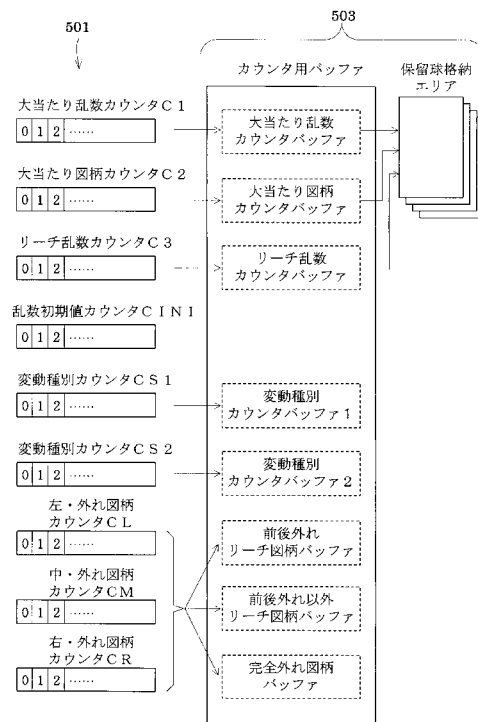 501
503
カウンタ用バッファ
保留球格納
エリア
大当たり乱数カウンタC1
0 1 2 ……
大当たり乱数
カウンタバッファ
大当たり図柄カウンタC2
0 1 2 ……
大当たり図柄
カウンタバッファ
リーチ乱数カウンタC3
0 1 2 ……
リーチ乱数
カウンタバッファ
乱数初期値カウンタCINI
0 1 2 ……
変動種別カウンタCS1
0 1 2 ……
変動種別
カウンタバッファ1
変動種別カウンタCS2
0 1 2 ……
変動種別
カウンタバッファ2
左・外れ図柄
カウンタCL
0 1 2 ……
前後外れ
リーチ図柄バッファ
中・外れ図柄
カウンタCM
0 1 2 ……
前後外れ以外
リーチ図柄バッファ
右・外れ図柄
カウンタCR
0 1 2 ……
完全外れ図柄
バッファ